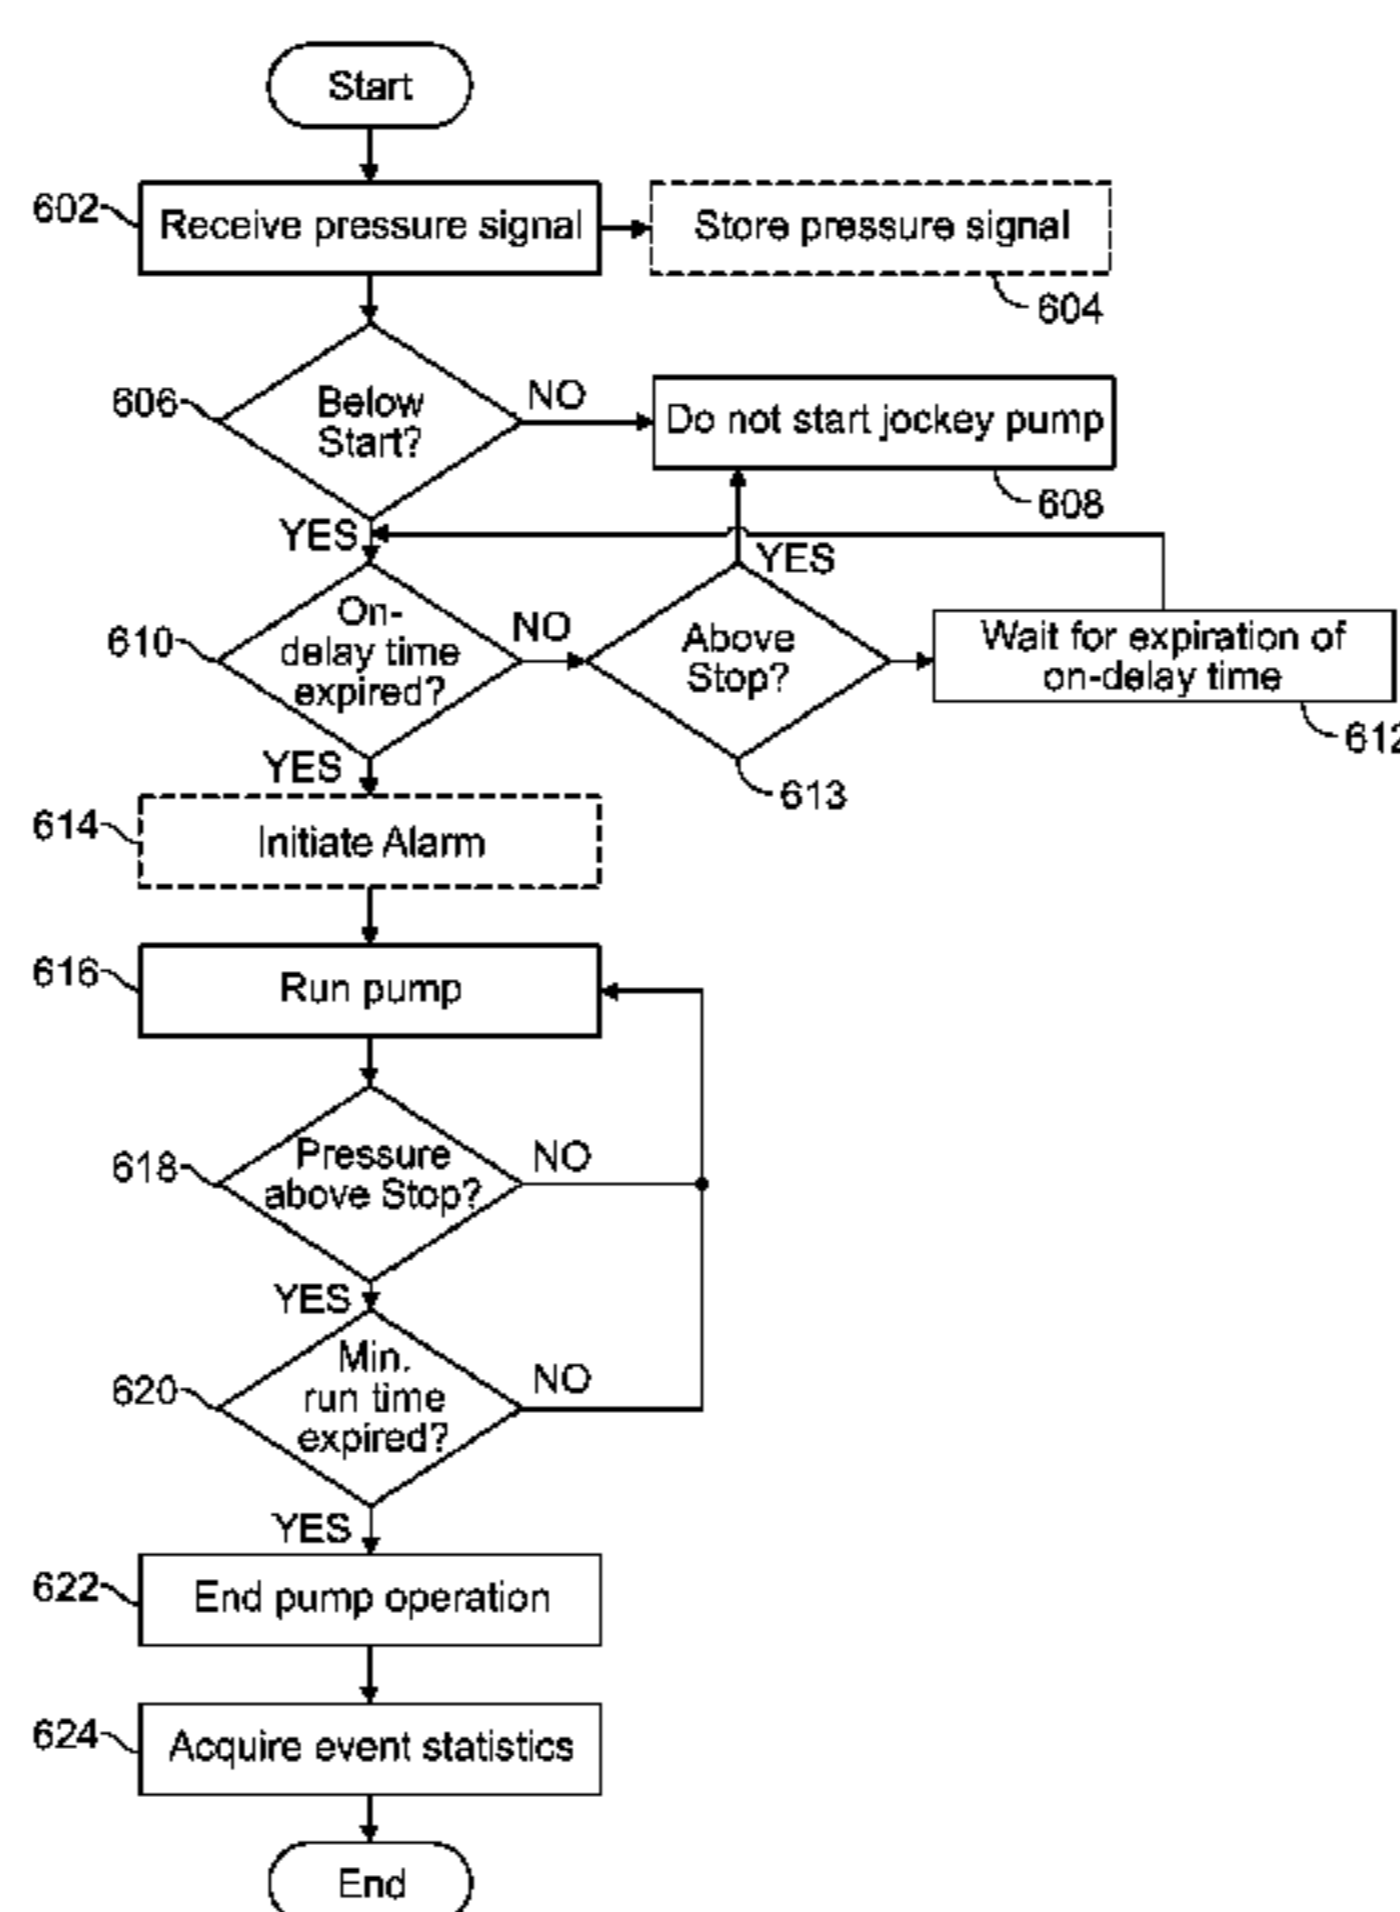 Start
602
Receive pressure signal
Store pressure signal
604
606
Below
Start?
NO
Do not start jockey pump
608
YES
YES
610
On-
delay time
expired?
NO
Above
Stop?
Wait for expiration of
on-delay time
612
613
YES
614
Initiate Alarm
616
Run pump
618
Pressure
above Stop?
NO
YES
620
Min.
run time
expired?
NO
YES
622
End pump operation
624
Acquire event statistics
End